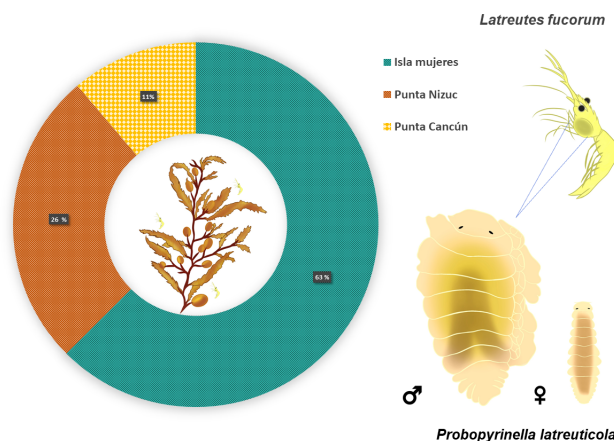 Latreutes fucorum
Isla mujeres
Punta Nizuc
Punta Cancún
11%
26 %
63 %
♂
♀
Probopyrinella latreuticola